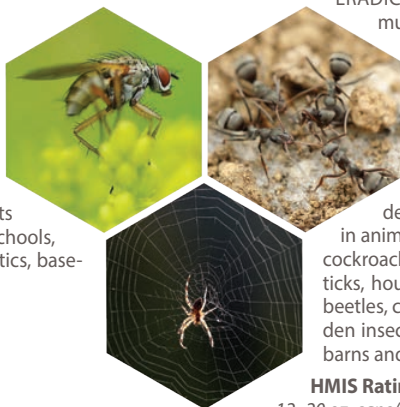 ERADIC
mu
ts
chools,
tics, base-
de
in anim
cockroach
ticks, hou
beetles, c
den insec
barns and
HMIS Ratin